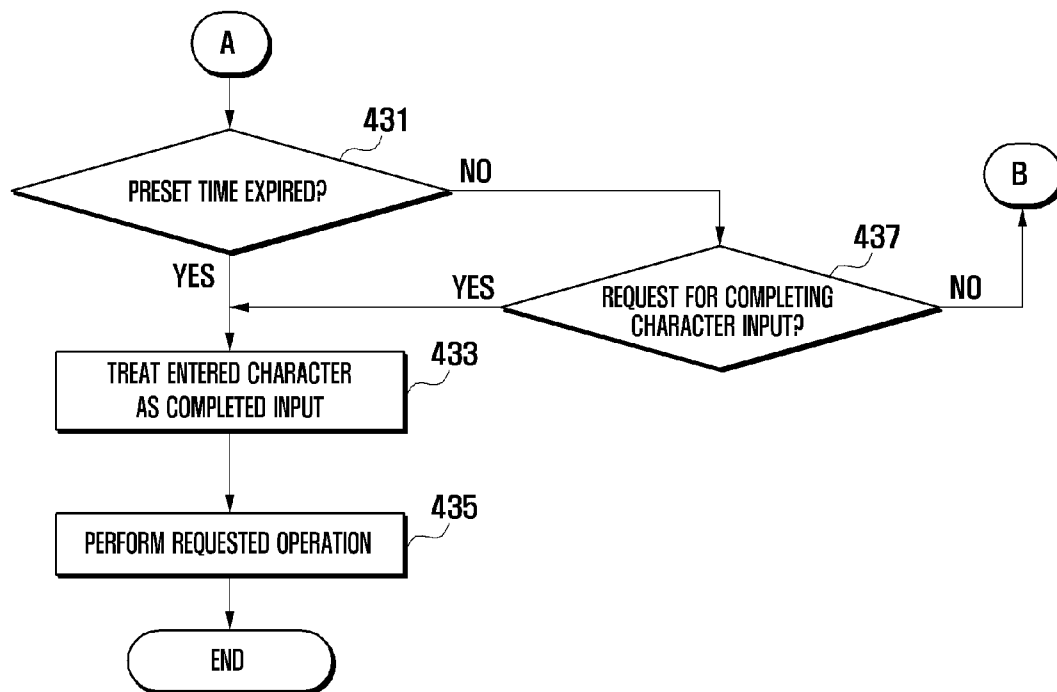 A
431
PRESET TIME EXPIRED?
NO
B
YES
437
REQUEST FOR COMPLETING
CHARACTER INPUT?
YES
NO
TREAT ENTERED CHARACTER
AS COMPLETED INPUT
433
PERFORM REQUESTED OPERATION
435
END